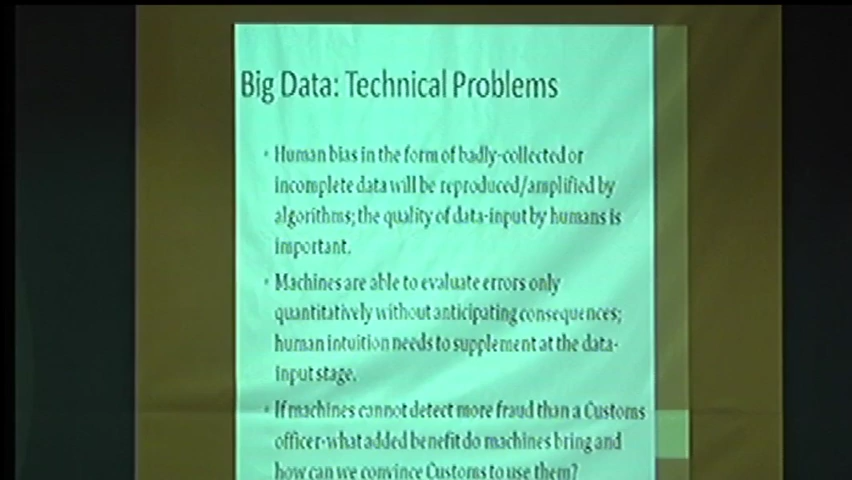 Big Data: Technical Problems
• Human bias in the form of badly-collected or
incomplete data will be reproduced/amplified by
algorithms; the quality of data-input by humans is
important.
• Machines are able to evaluate errors only
quantitatively without anticipating consequences;
human intuition needs to supplement at the data-
input stage.
• If machines cannot detect more fraud than a Customs
officer-what added benefit do machines bring and
how can we convince Customs to use them?